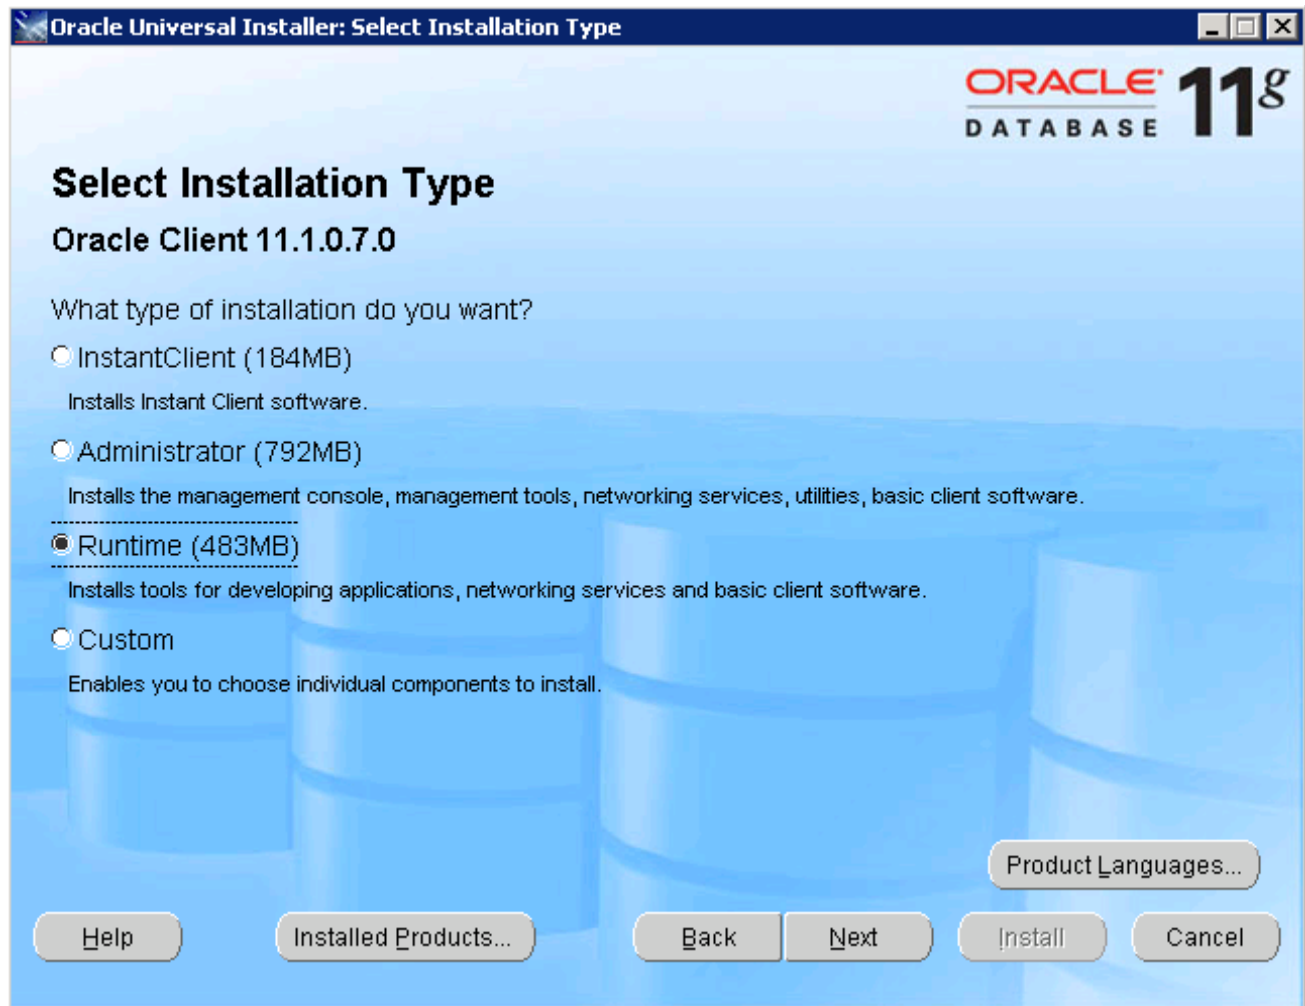 Oracle Universal Installer: Select Installation Type
ORACLE
DATABASE
11g
Select Installation Type
Oracle Client 11.1.0.7.0
What type of installation do you want?
InstantClient (184MB)
Installs Instant Client software.
Administrator (792MB)
Installs the management console, management tools, networking services, utilities, basic client software.
Runtime (483MB)
Installs tools for developing applications, networking services and basic client software.
Custom
Enables you to choose individual components to install.
Product Languages...
Help
Installed Products...
Back
Next
Install
Cancel